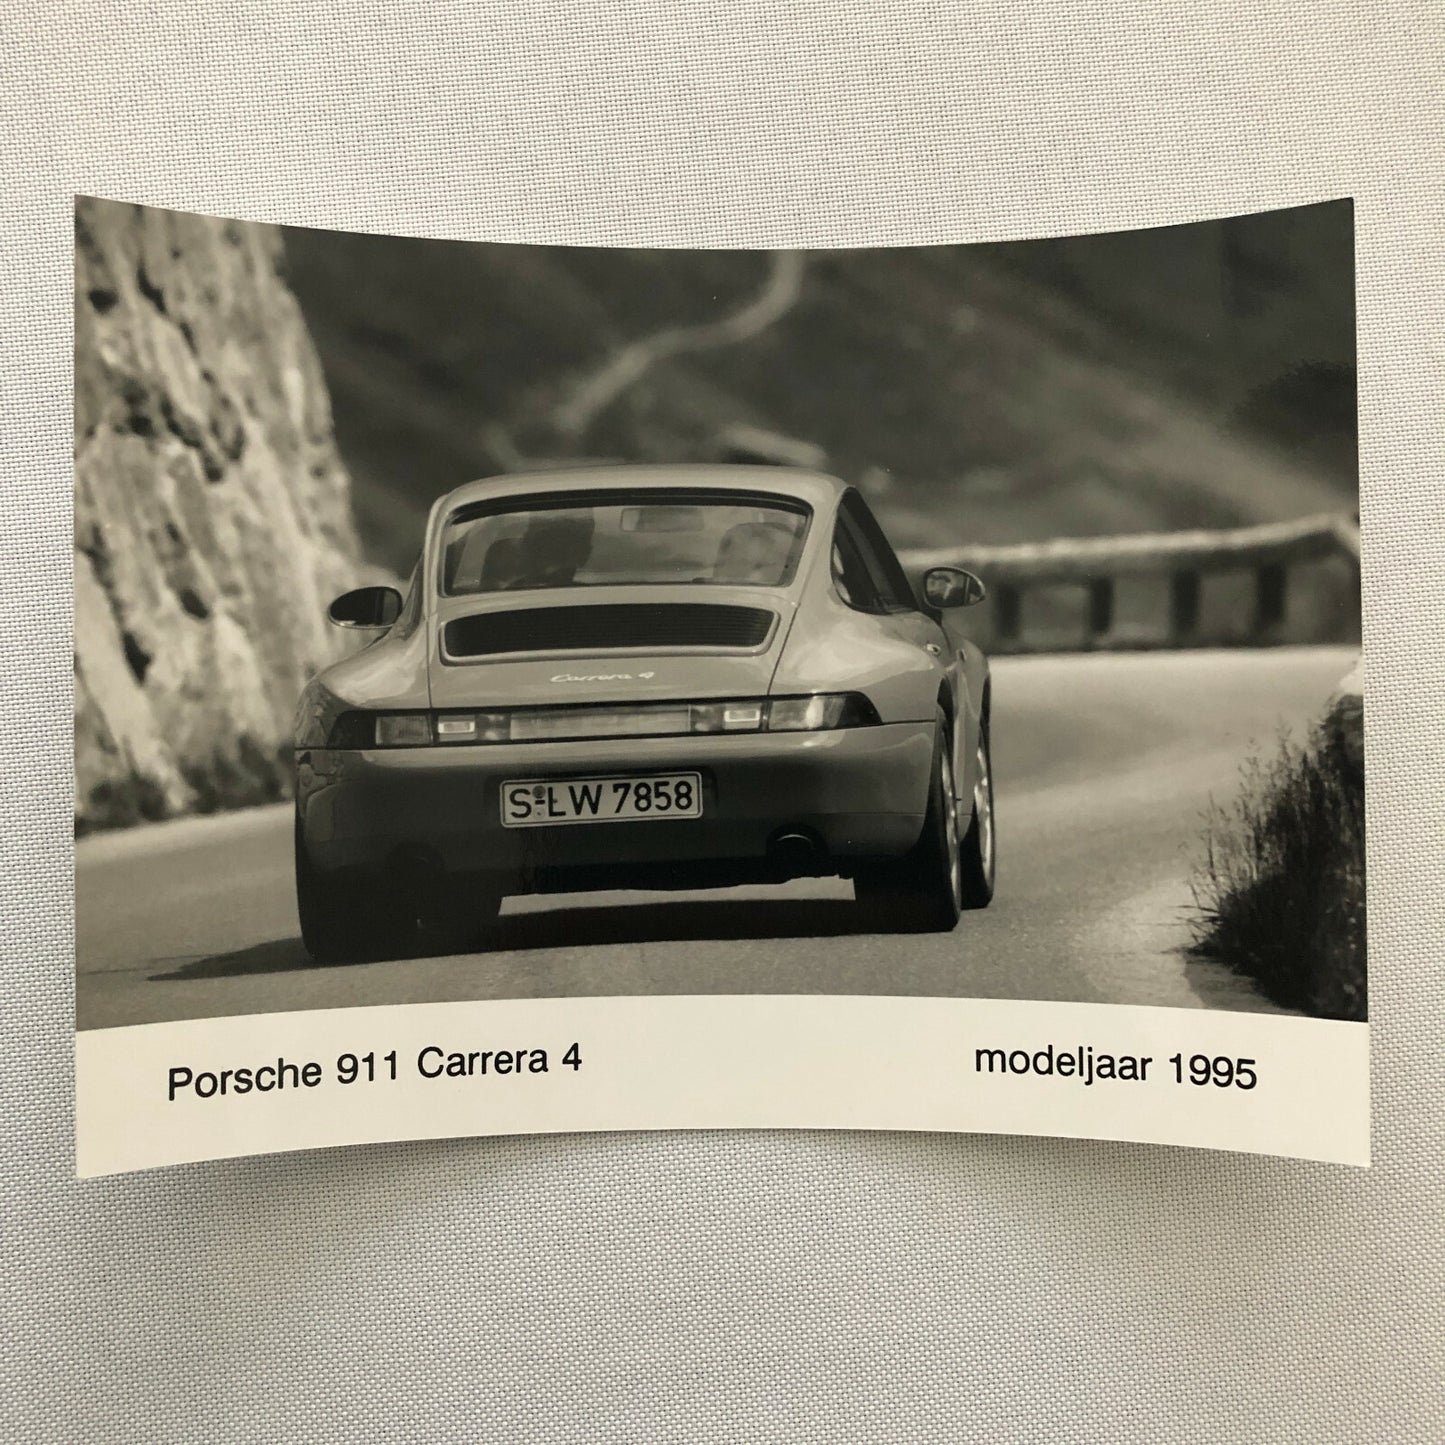 Carrera 4
S-LW 7858
Porsche 911 Carrera 4
modeljaar 1995